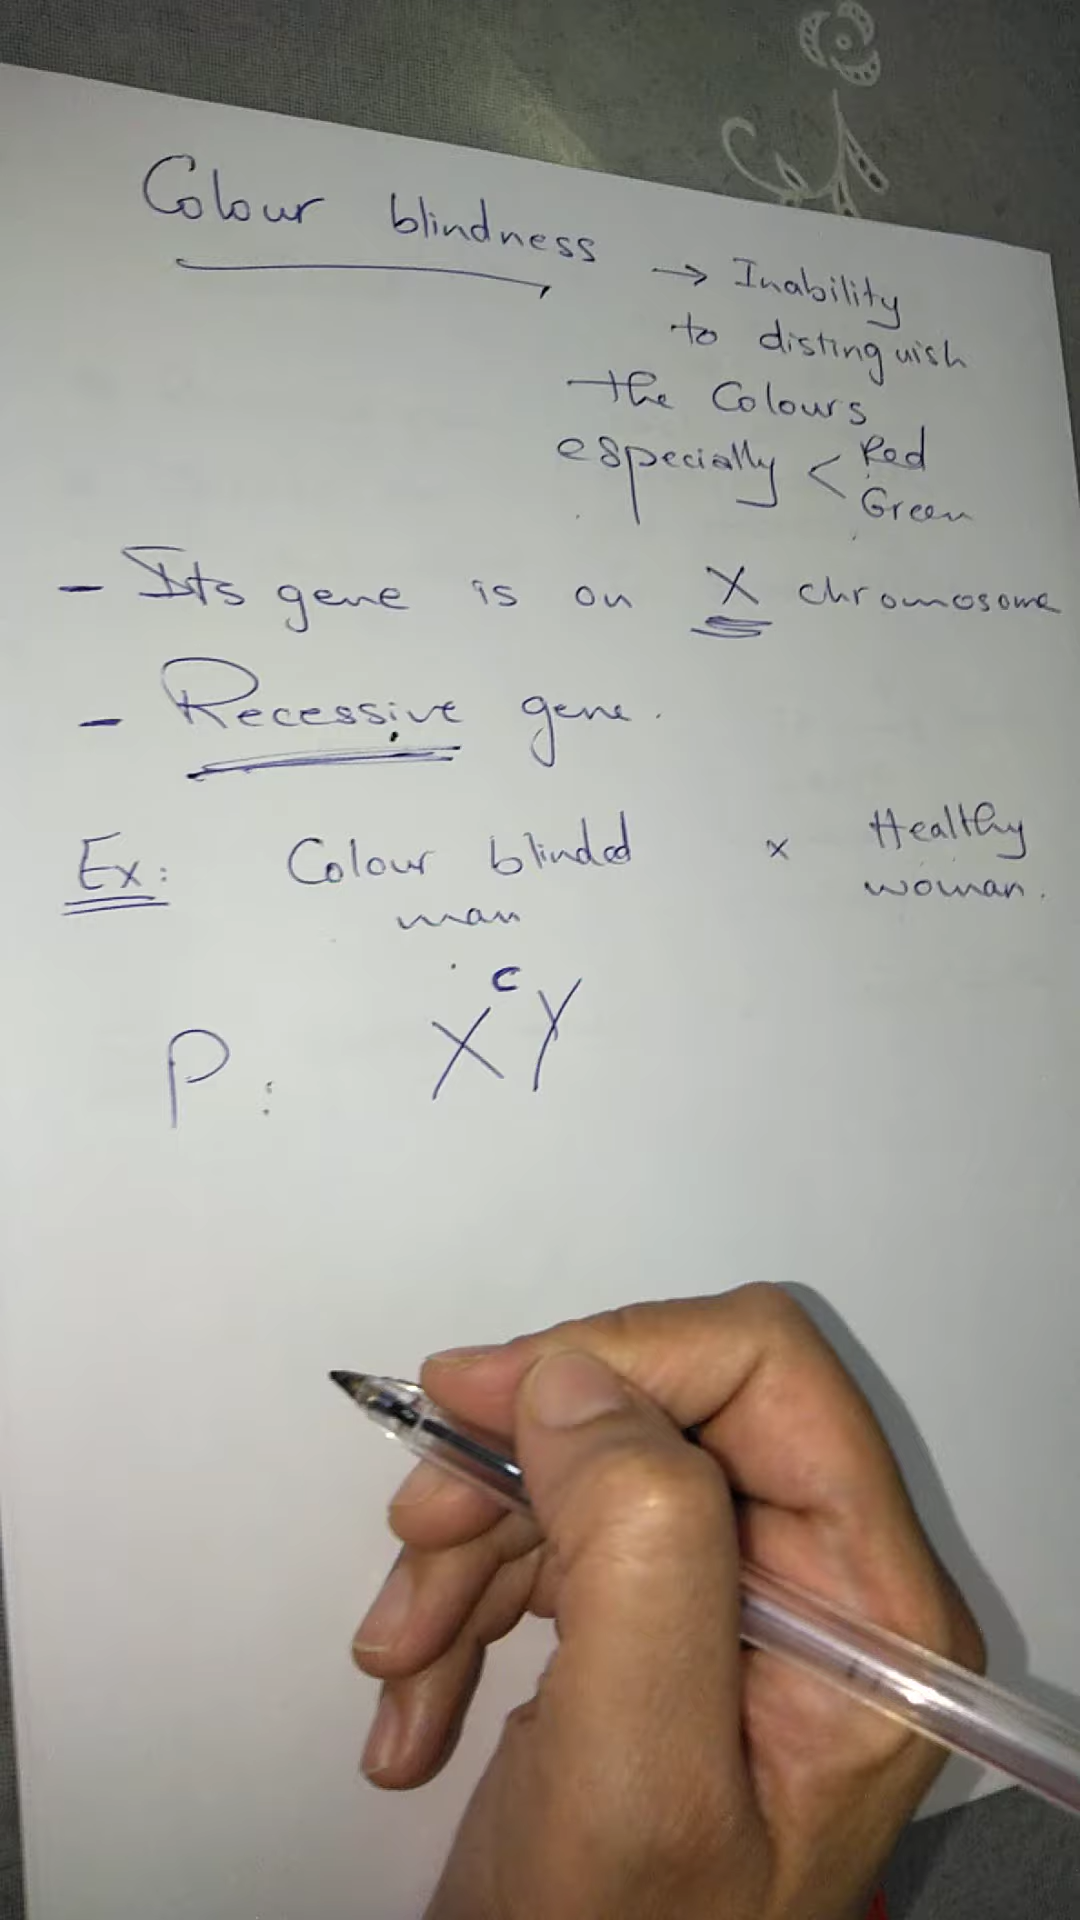 Colour blindness → Inability
to distinguish
the Colours
especially < Red
Green
- Its gene is on X chromosome
- Recessive gene.
Ex: Colour blinded man x Healthy woman.
P: X^c Y